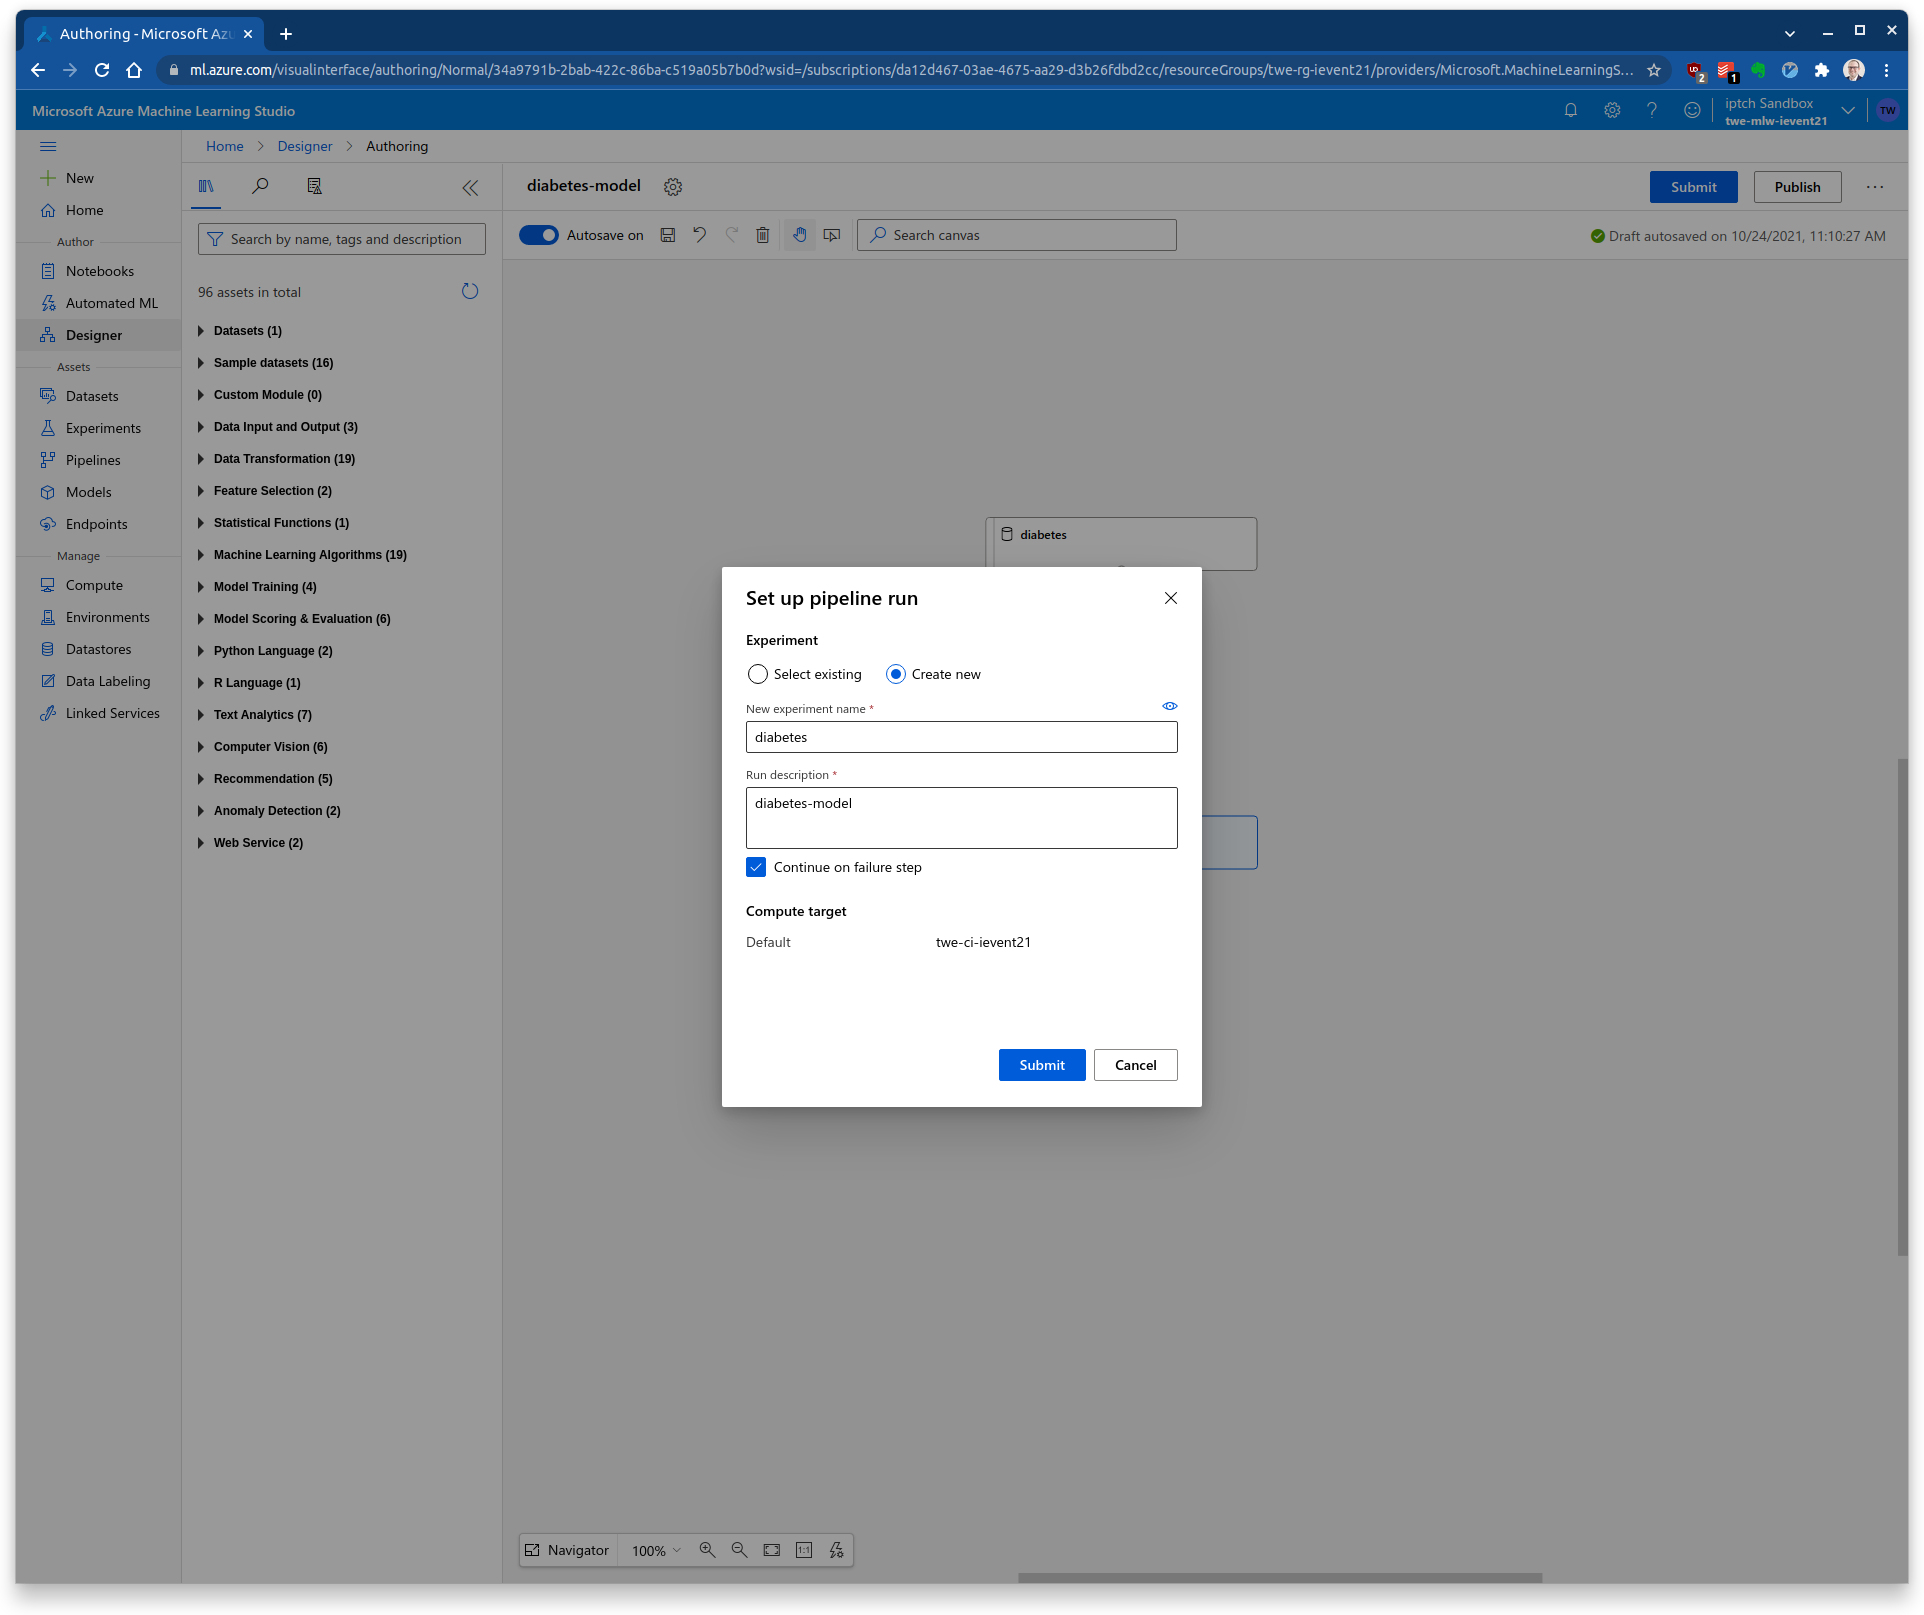 Authoring - Microsoft Azu
ml.azure.com/visualinterface/authoring/Normal/34a9791b-2bab-422c-86ba-c519a05b7b0d?wsid=/subscriptions/da12d467-03ae-4675-aa29-d3b26fdbd2cc/resourceGroups/twe-rg-ievent21/providers/Microsoft.MachineLearningS...
2
1
Microsoft Azure Machine Learning Studio
iptch Sandbox
twe-mlw-ievent21
TW
New
Home
Author
Notebooks
Automated ML
Designer
Assets
Datasets
Experiments
Pipelines
Models
Endpoints
Manage
Compute
Environments
Datastores
Data Labeling
Linked Services
Home > Designer > Authoring
Search by name, tags and description
96 assets in total
Datasets (1)
Sample datasets (16)
Custom Module (0)
Data Input and Output (3)
Data Transformation (19)
Feature Selection (2)
Statistical Functions (1)
Machine Learning Algorithms (19)
Model Training (4)
Model Scoring & Evaluation (6)
Python Language (2)
R Language (1)
Text Analytics (7)
Computer Vision (6)
Recommendation (5)
Anomaly Detection (2)
Web Service (2)
diabetes-model
Submit
Publish
Autosave on
Search canvas
Draft autosaved on 10/24/2021, 11:10:27 AM
diabetes
Set up pipeline run
Experiment
Select existing
Create new
New experiment name *
diabetes
Run description *
diabetes-model
Continue on failure step
Compute target
Default twe-ci-ievent21
Submit
Cancel
Navigator
100%
1:1